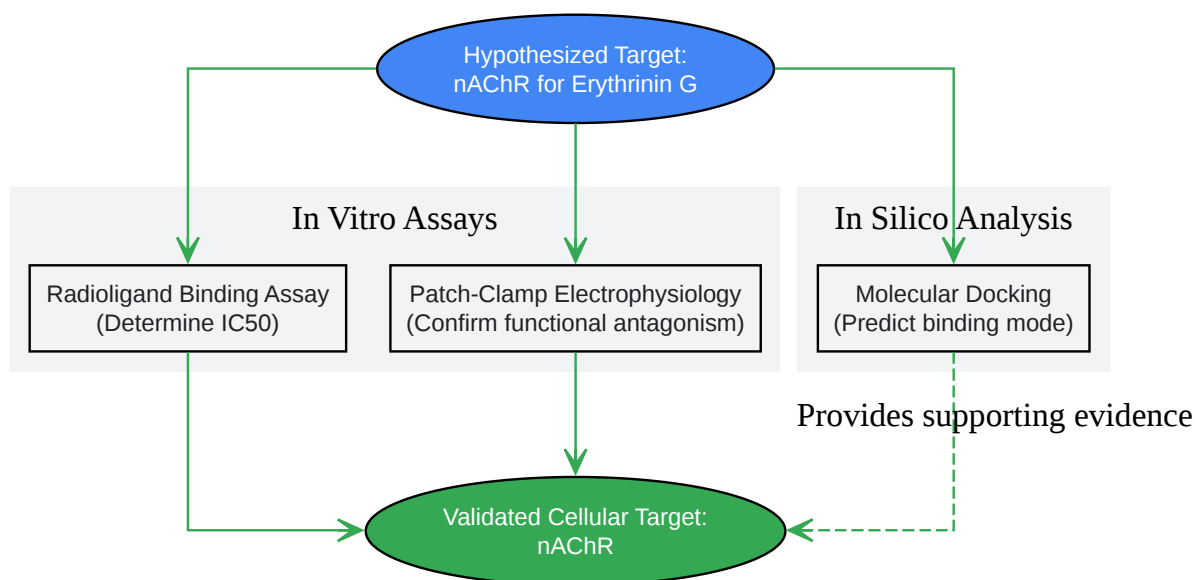 Hypothesized Target:
nAChR for Erythrinin G
In Vitro Assays
In Silico Analysis
Radioligand Binding Assay
(Determine IC50)
Patch-Clamp Electrophysiology
(Confirm functional antagonism)
Molecular Docking
(Predict binding mode)
Provides supporting evidence
Validated Cellular Target:
nAChR